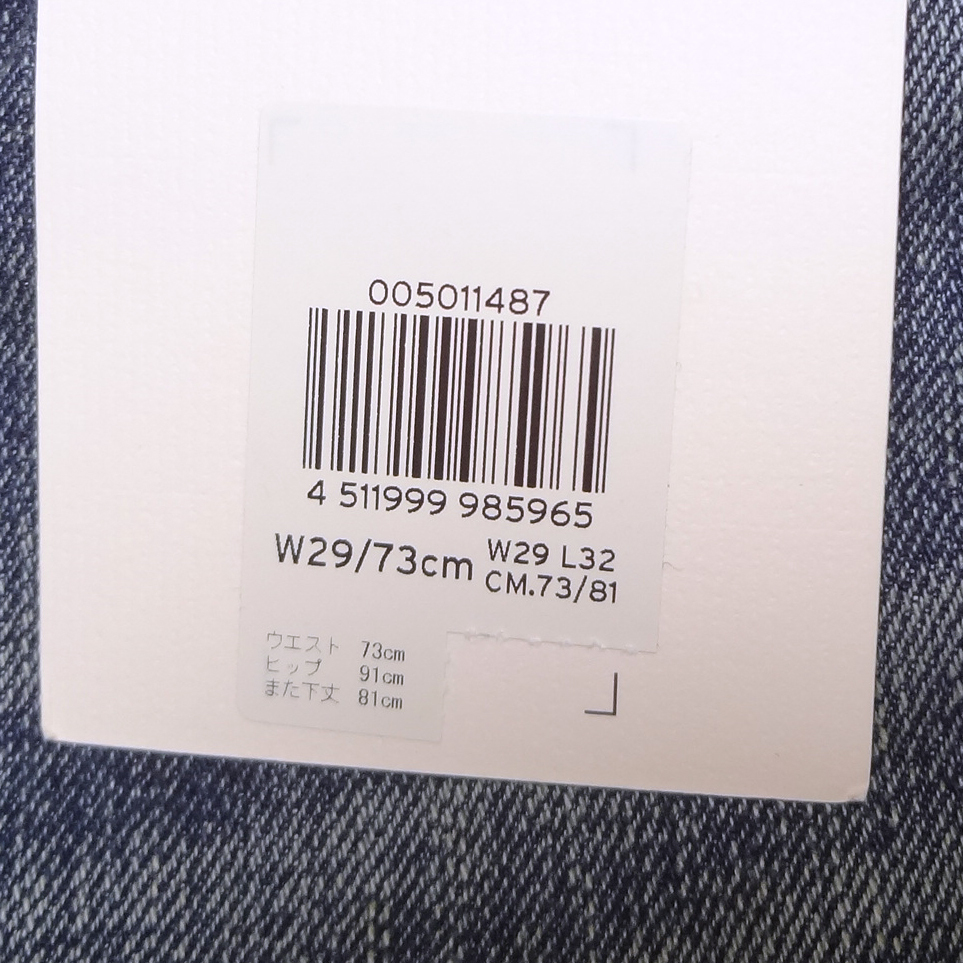 005011487
4 511999 985965
W29/73cm
W29 L32
CM.73/81
ウエスト 73cm
ヒップ 91cm
また下丈 81cm